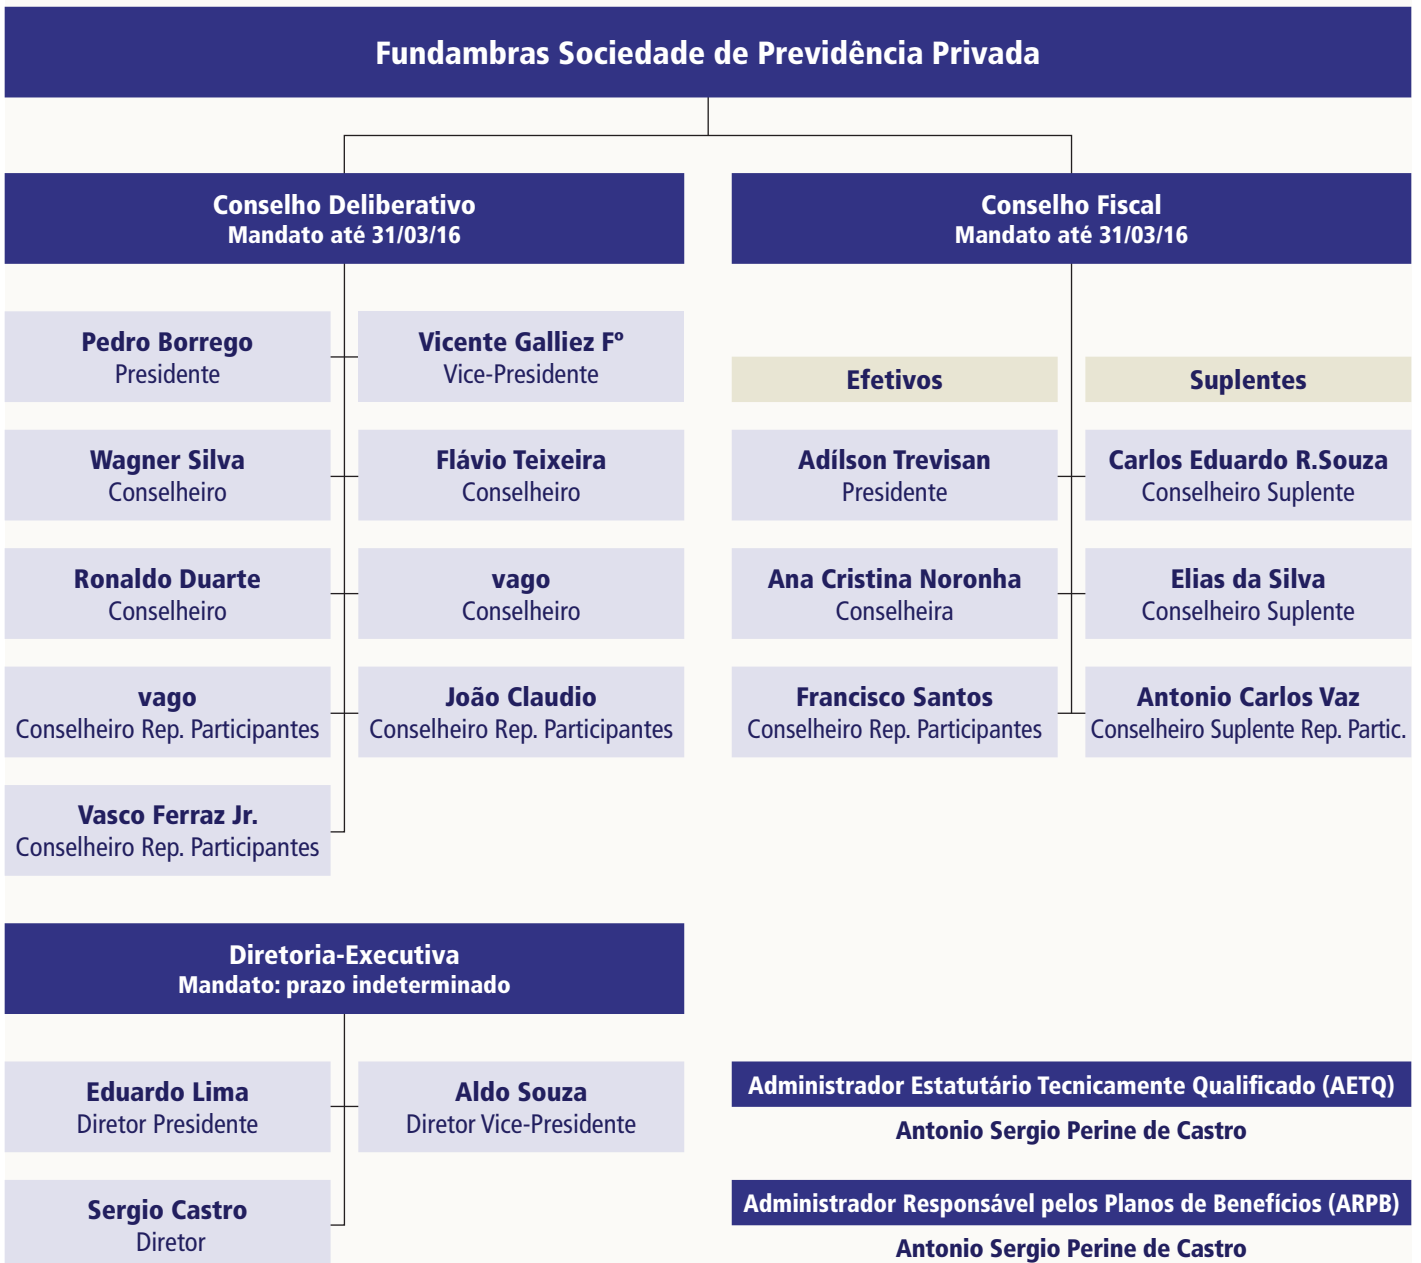 Fundambras Sociedade de Previdência Privada
Conselho Deliberativo
Mandato até 31/03/16
Pedro Borrego
Presidente
Vicente Galliez Fº
Vice-Presidente
Wagner Silva
Conselheiro
Flávio Teixeira
Conselheiro
Ronaldo Duarte
Conselheiro
vago
Conselheiro
vago
Conselheiro Rep. Participantes
João Claudio
Conselheiro Rep. Participantes
Vasco Ferraz Jr.
Conselheiro Rep. Participantes
Conselho Fiscal
Mandato até 31/03/16
Efetivos
Suplentes
Adílson Trevisan
Presidente
Carlos Eduardo R.Souza
Conselheiro Suplente
Ana Cristina Noronha
Conselheira
Elias da Silva
Conselheiro Suplente
Francisco Santos
Conselheiro Rep. Participantes
Antonio Carlos Vaz
Conselheiro Suplente Rep. Partic.
Diretoria-Executiva
Mandato: prazo indeterminado
Eduardo Lima
Diretor Presidente
Aldo Souza
Diretor Vice-Presidente
Sergio Castro
Diretor
Administrador Estatutário Tecnicamente Qualificado (AETQ)
Antonio Sergio Perine de Castro
Administrador Responsável pelos Planos de Benefícios (ARPB)
Antonio Sergio Perine de Castro